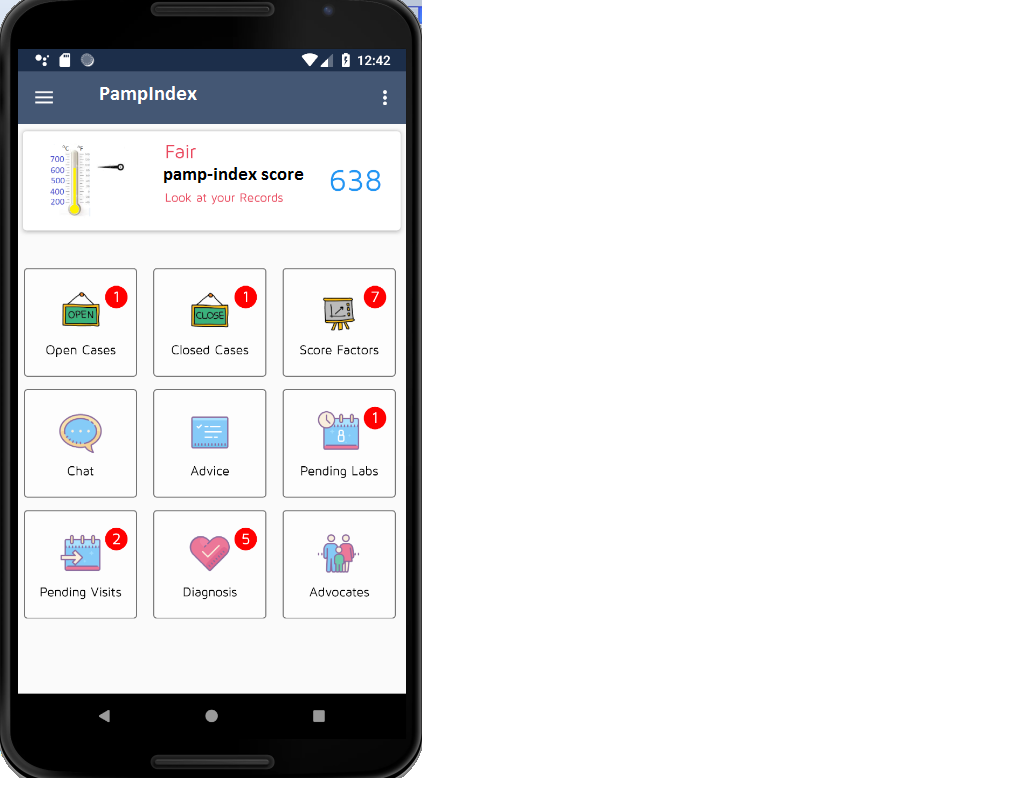 12:42
PampIndex
°C °F
Fair
700
600
500
400
200
pamp-index score
638
Look at your Records
1
1
7
OPEN
CLOSE
Open Cases
Closed Cases
Score Factors
1
Chat
Advice
Pending Labs
2
5
Pending Visits
Diagnosis
Advocates